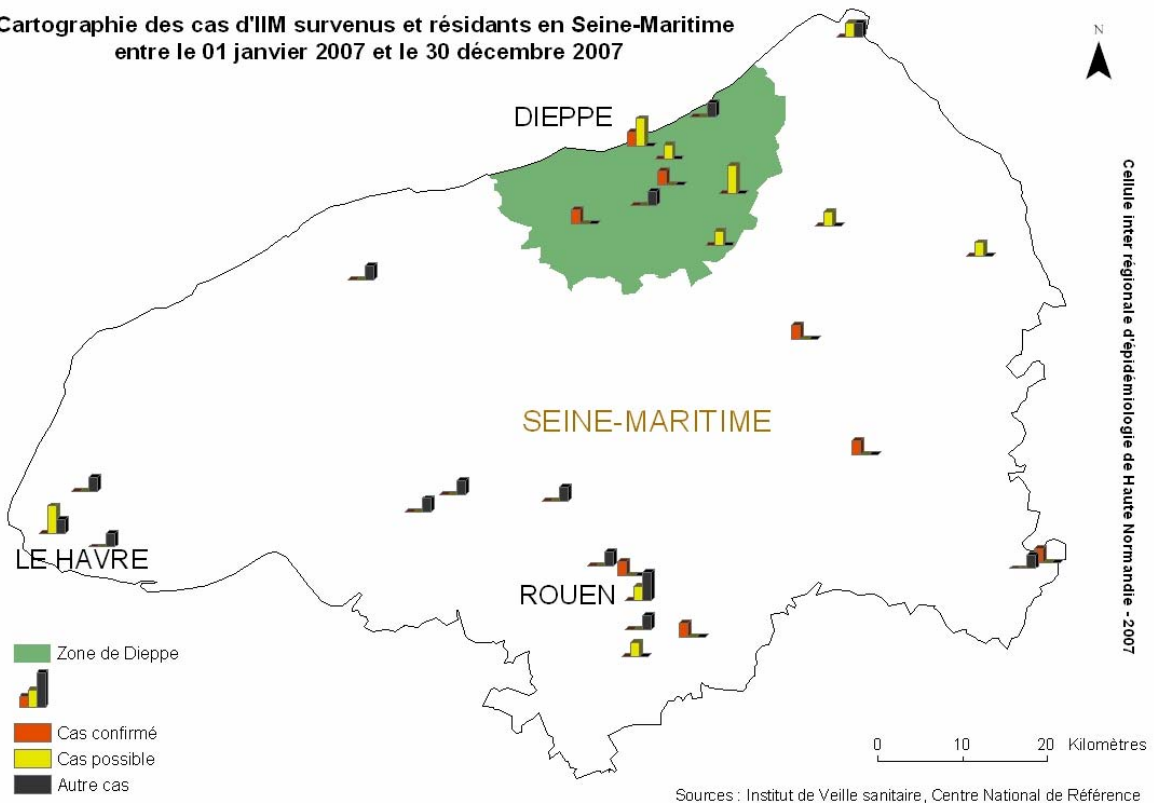 Cartographie des cas d'IIM survenus et résidants en Seine-Maritime
entre le 01 janvier 2007 et le 30 décembre 2007
N
DIEPPE
SEINE-MARITIME
LE HAVRE
ROUEN
Cellule inter régionale d'épidémiologie de Haute Normandie - 2007
Zone de Dieppe
Cas confirmé
Cas possible
Autre cas
0 10 20 Kilomètres
Sources : Institut de Veille sanitaire, Centre National de Référence